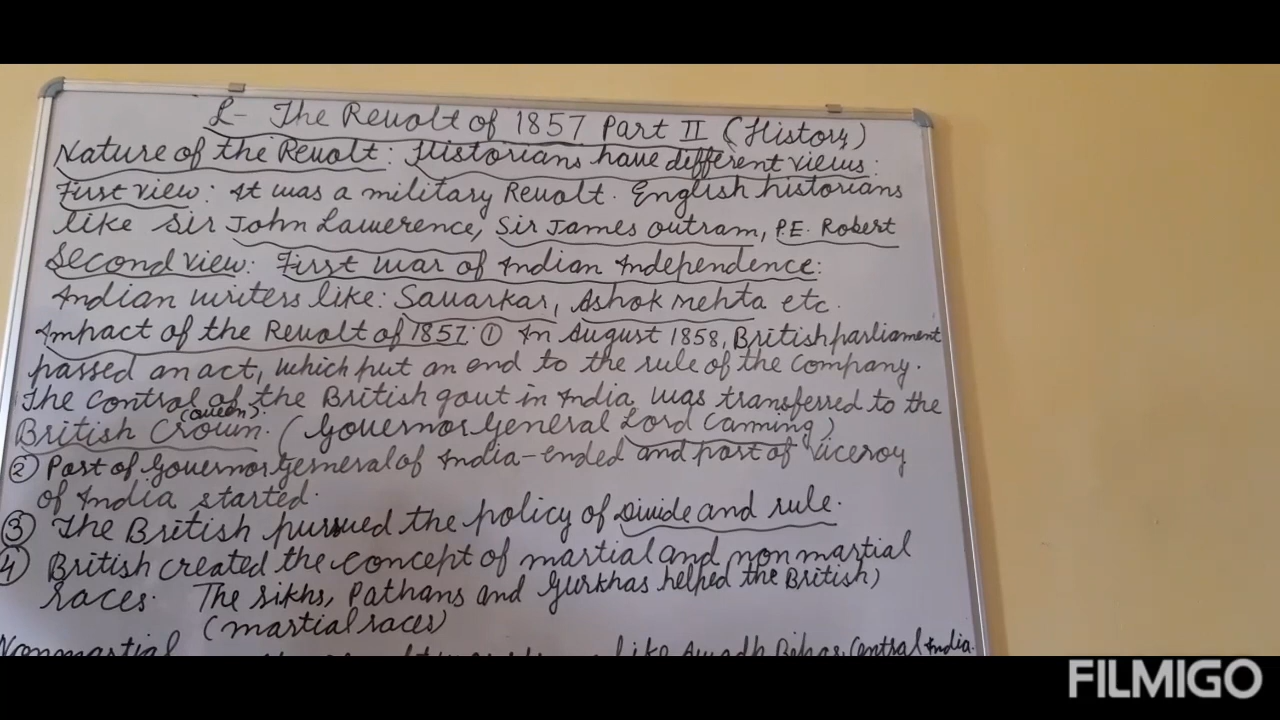 L- The Revolt of 1857 Part II (History)
Nature of the Revolt: Historians have different views:
First view: It was a military Revolt. English historians
like Sir John Lawerence, Sir James Outram, P.E. Robert
Second view: First war of Indian Independence:
Indian writers like: Savarkar, Ashok Mehta etc.
Impact of the Revolt of 1857: ① In August 1858, British parliament
passed an act, which put an end to the rule of the company.
The control of the British govt in India was transferred to the
(Queen).
British Crown. (Governor General Lord Canning)
② Post of Governor General of India-ended and post of Viceroy
of India started.
③ The British pursued the policy of Divide and rule.
④ British created the concept of martial and non martial
races. The Sikhs, Pathans and Gurkhas helped the British)
(martial races)
Nonmartial like Awadh, Bihar, Central India.
FILMIGO